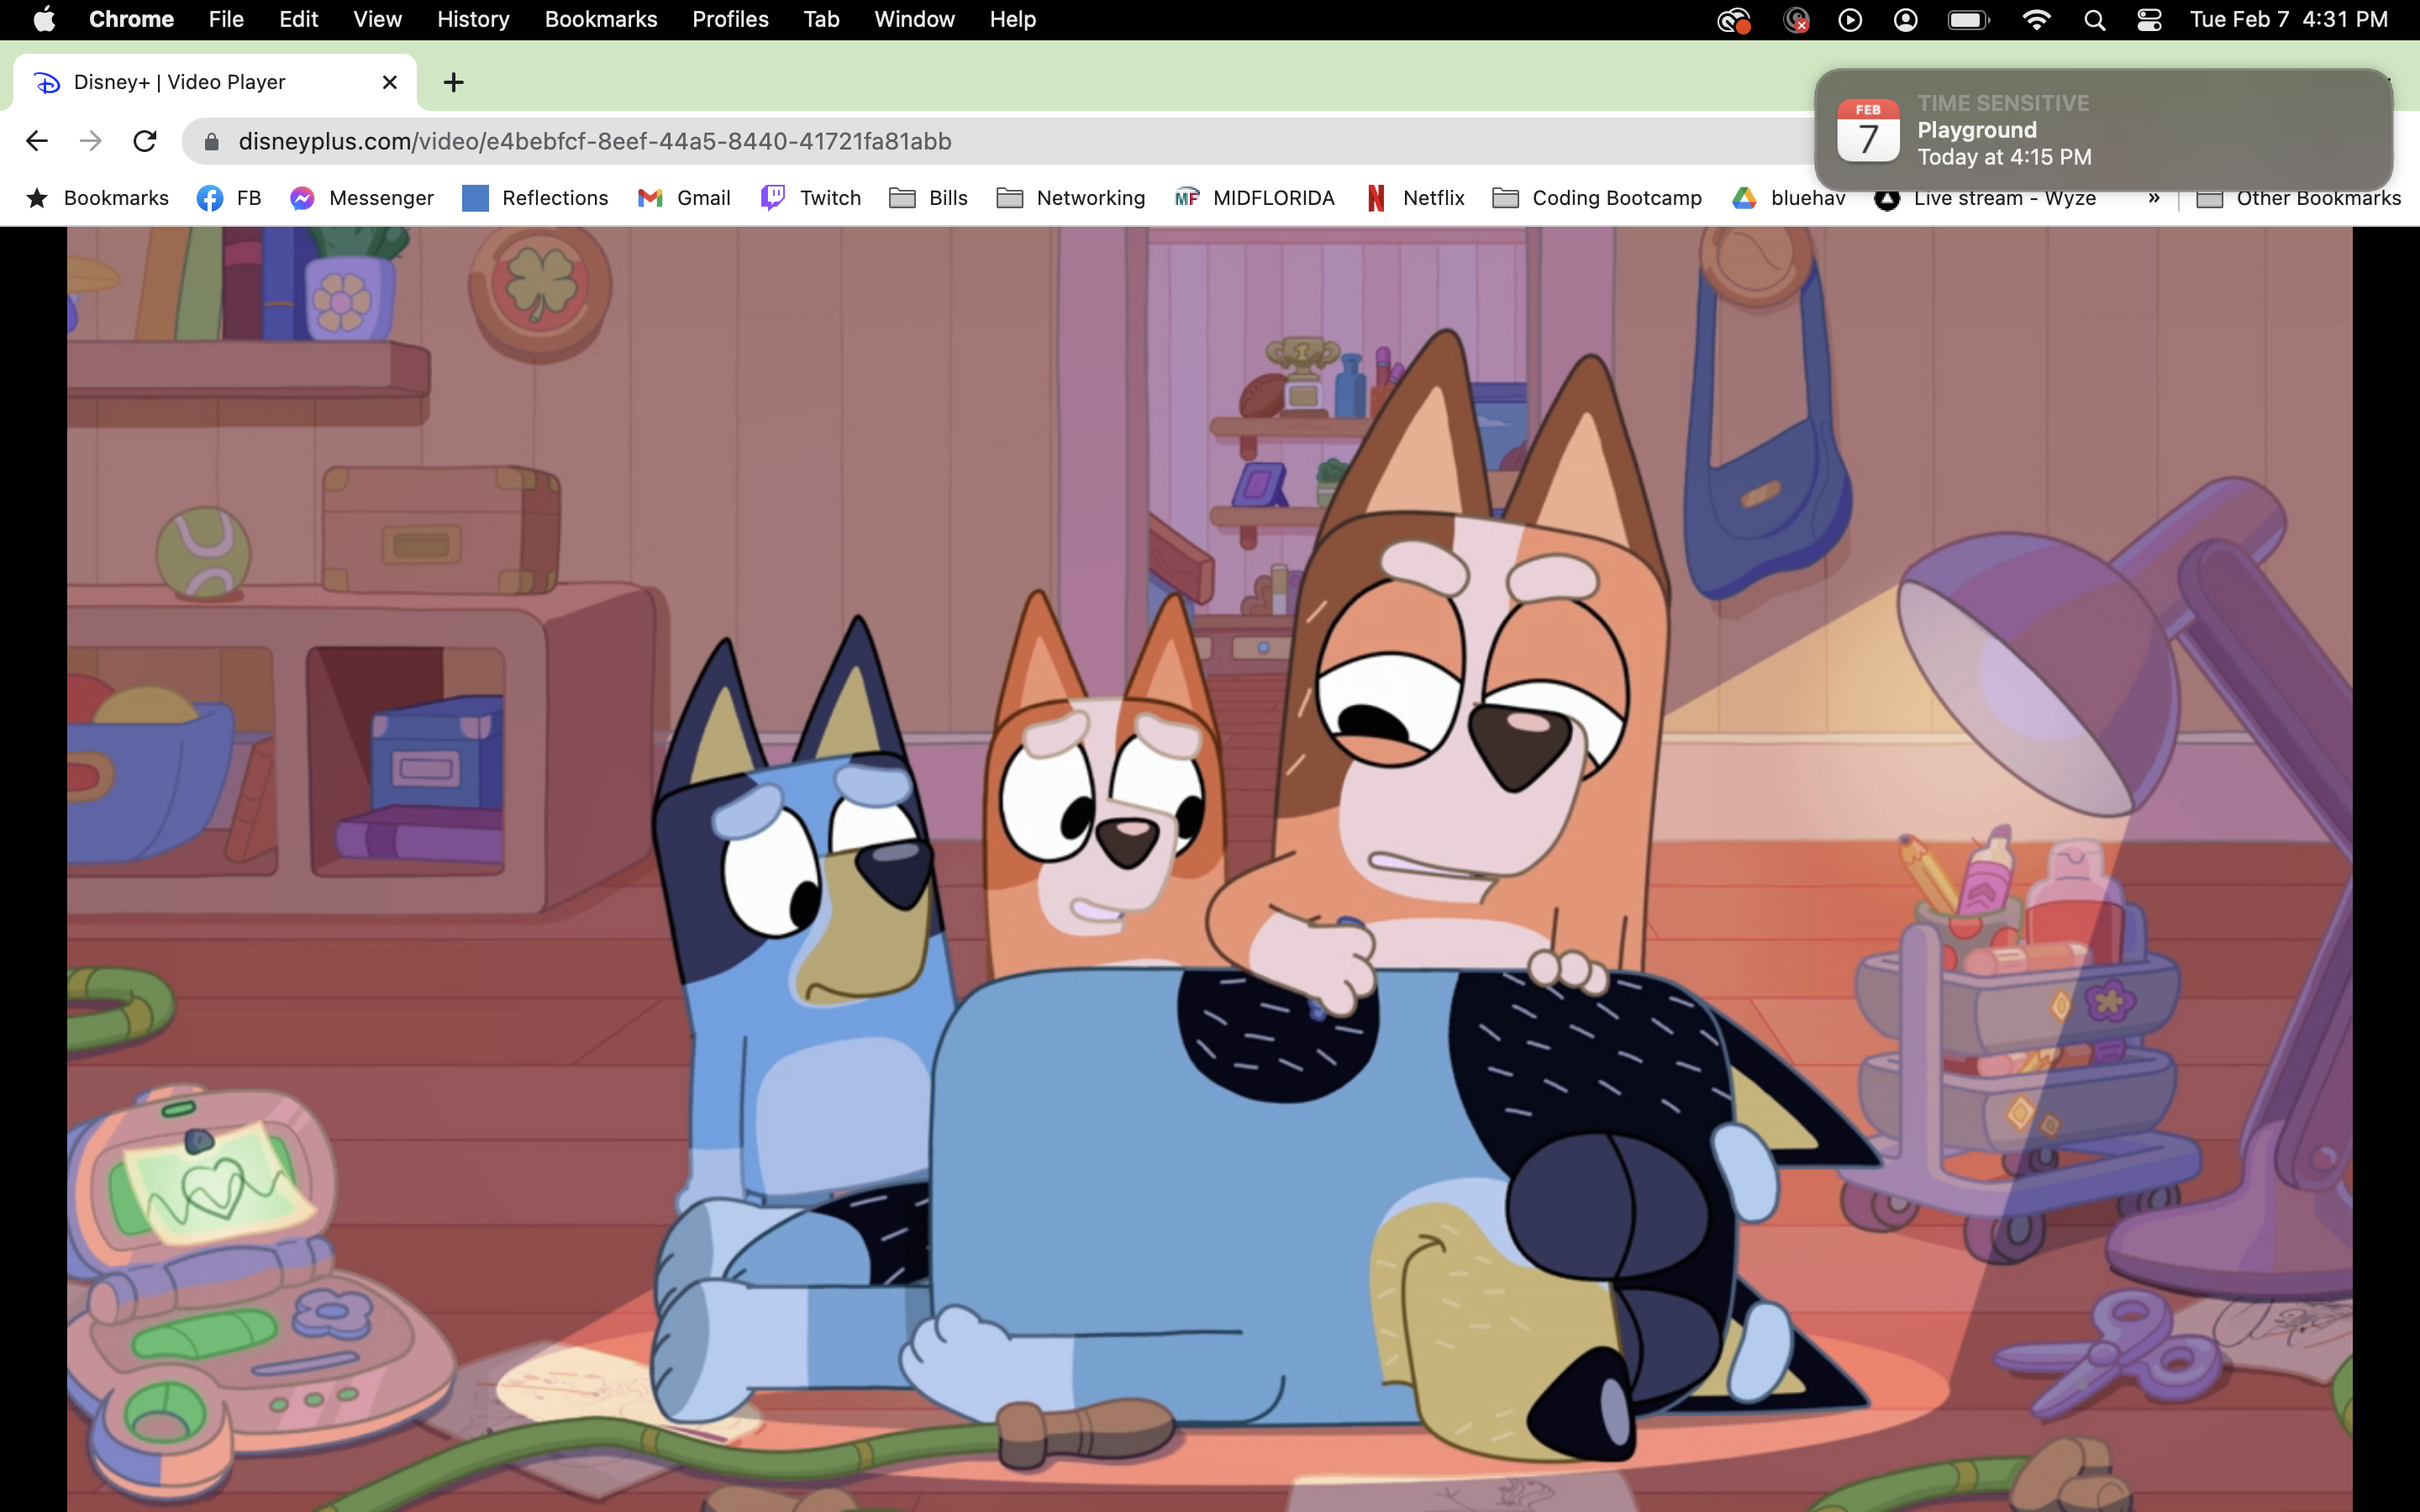 Chrome File Edit View History Bookmarks Profiles Tab Window Help Tue Feb 7 4:31 PM
Disney+ | Video Player
FEB
7
TIME SENSITIVE
Playground
Today at 4:15 PM
disneyplus.com/video/e4bebfcf-8eef-44a5-8440-41721fa81abb
Bookmarks FB Messenger Reflections Gmail Twitch Bills Networking MF MIDFLORIDA Netflix Coding Bootcamp bluehav Live stream - Wyze » Other Bookmarks
1